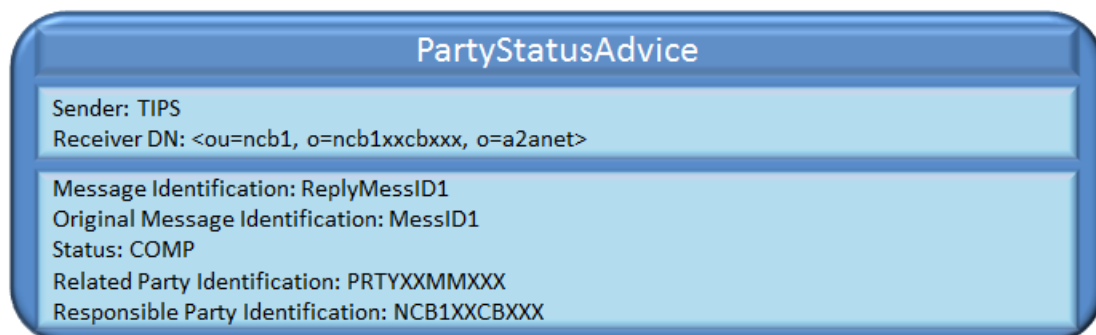 PartyStatusAdvice
Sender: TIPS
Receiver DN: <ou=ncb1, o=ncb1xxcbxxx, o=a2anet>
Message Identification: ReplyMessID1
Original Message Identification: MessID1
Status: COMP
Related Party Identification: PRTYXXMMXXX
Responsible Party Identification: NCB1XXCBXXX